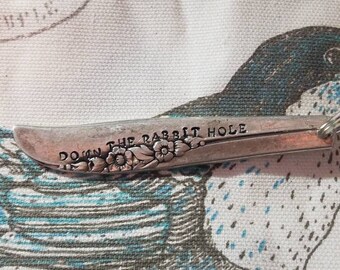 DOWN THE RABBIT HOLE